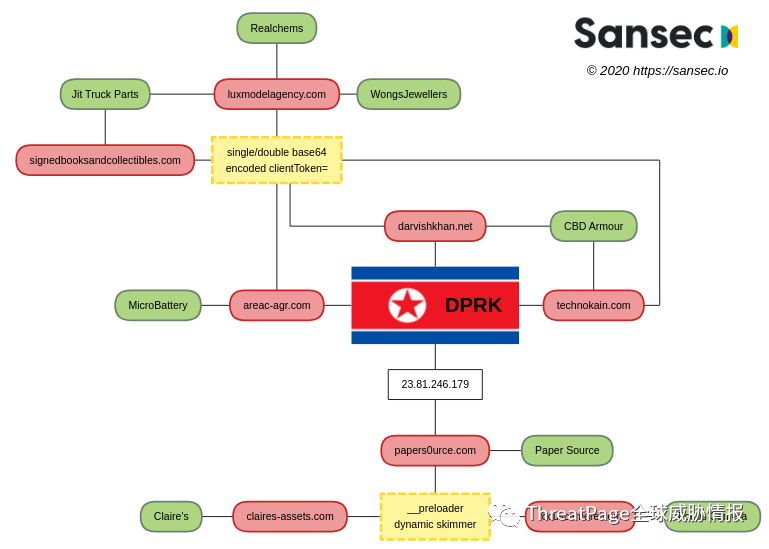 Realchems
Sansec
© 2020 https://sansec.io
Jit Truck Parts
luxmodelagency.com
WongsJewellers
signedbooksandcollectibles.com
single/double base64
encoded clientToken=
darvishkhan.net
CBD Armour
MicroBattery
areac-agr.com
DPRK
technokain.com
23.81.246.179
papers0urce.com
Paper Source
Claire's
claires-assets.com
__preloader
dynamic skimmer
ThreatPage全球威胁情报